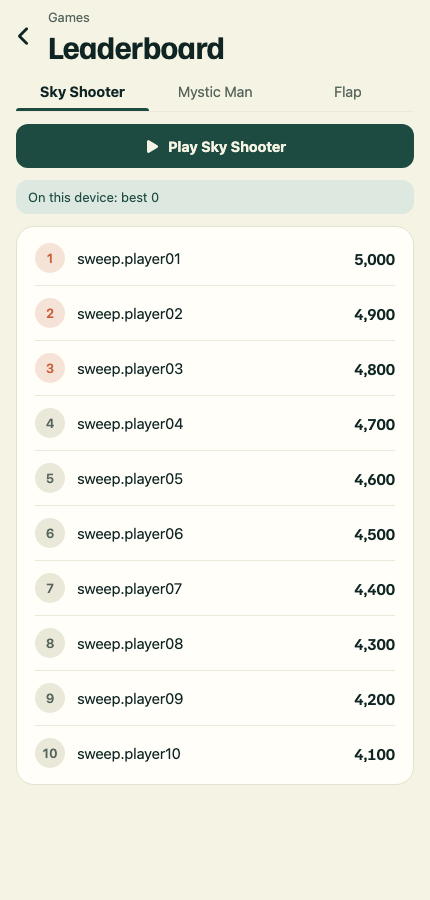 Games
Leaderboard
Sky Shooter Mystic Man Flap
Play Sky Shooter
On this device: best 0
1 sweep.player01 5,000
2 sweep.player02 4,900
3 sweep.player03 4,800
4 sweep.player04 4,700
5 sweep.player05 4,600
6 sweep.player06 4,500
7 sweep.player07 4,400
8 sweep.player08 4,300
9 sweep.player09 4,200
10 sweep.player10 4,100